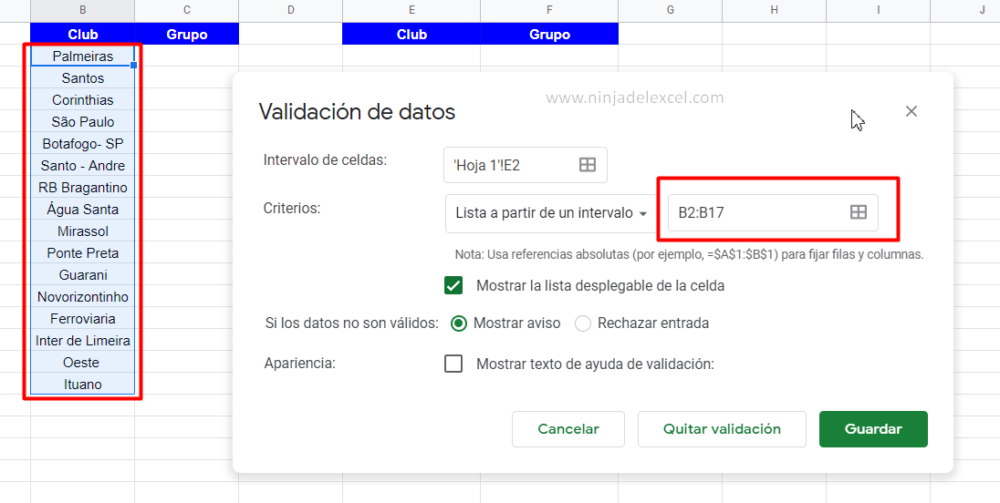 B C D E F G H I J
Club Grupo Club Grupo
Palmeiras
Santos
Corinthias
São Paulo
Botafogo- SP
Santo - Andre
RB Bragantino
Água Santa
Mirassol
Ponte Preta
Guarani
Novorizontinho
Ferroviaria
Inter de Limeira
Oeste
Ituano
www.ninjadelexcel.com
Validación de datos
Intervalo de celdas: 'Hoja 1'!E2
Criterios: Lista a partir de un intervalo B2:B17
Nota: Usa referencias absolutas (por ejemplo, =$A$1:$B$1) para fijar filas y columnas.
Mostrar la lista desplegable de la celda
Si los datos no son válidos: Mostrar aviso Rechazar entrada
Apariencia: Mostrar texto de ayuda de validación:
Cancelar Quitar validación Guardar